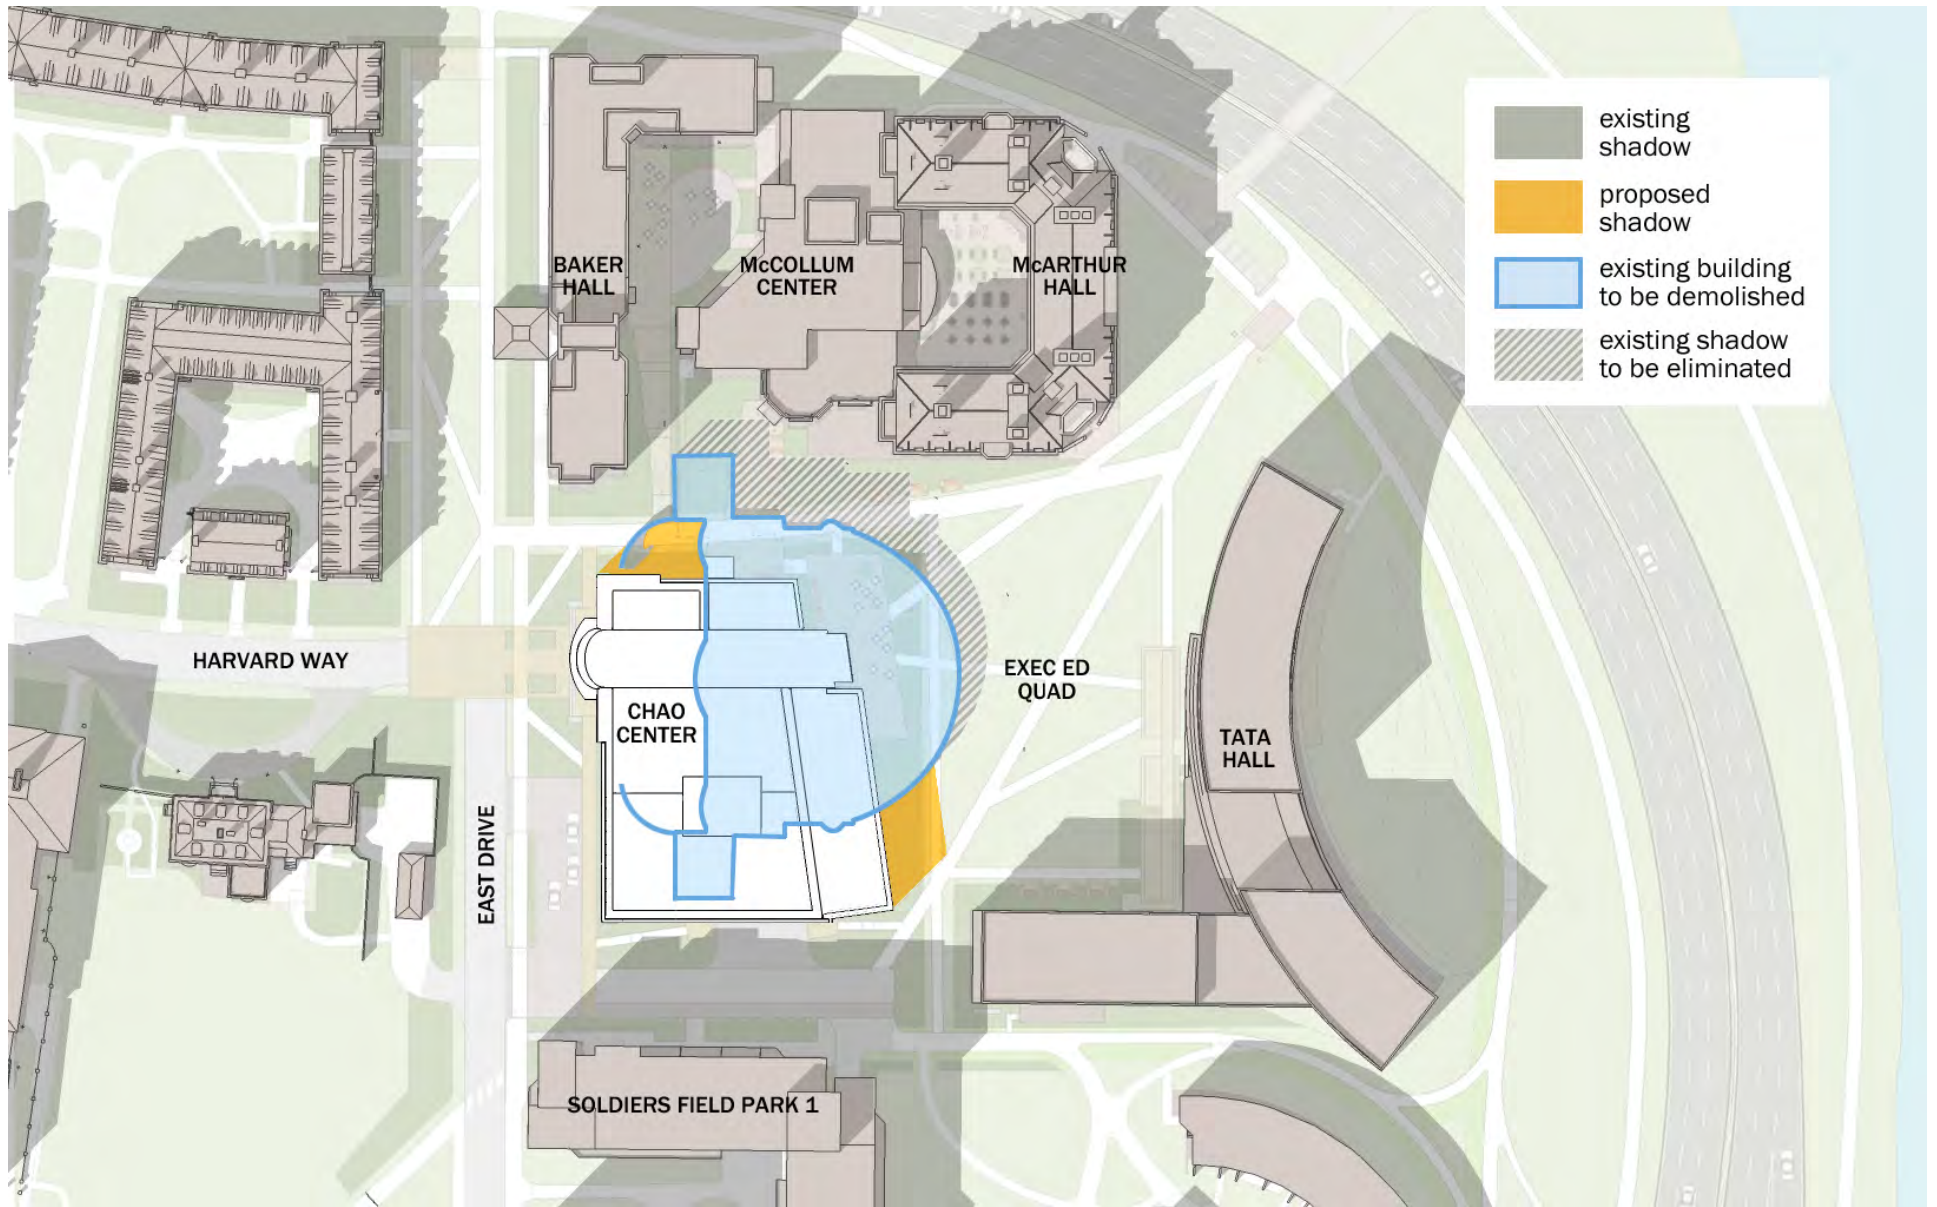 existing
shadow
proposed
shadow
existing building
to be demolished
existing shadow
to be eliminated
BAKER
HALL
McCOLLUM
CENTER
McARTHUR
HALL
HARVARD WAY
CHAO
CENTER
EXEC ED
QUAD
TATA
HALL
EAST DRIVE
SOLDIERS FIELD PARK 1